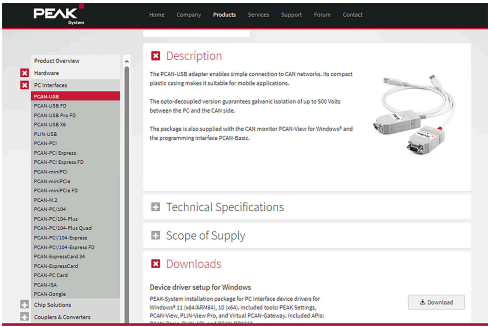 PEAK
System
Home Company Products Services Support Forum Contact
Product Overview
Hardware
PC Interfaces
PCAN-USB
PCAN-USB FD
PCAN-USB Pro FD
PCAN-USB X6
PLIN-USB
PCAN-PCI
PCAN-PCI Express
PCAN-PCI Express FD
PCAN-miniPCI
PCAN-miniPCIe
PCAN-miniPCIe FD
PCAN-M.2
PCAN-PC/104
PCAN-PC/104-Plus
PCAN-PC/104-Plus Quad
PCAN-PCI/104-Express
PCAN-PCI/104-Express FD
PCAN-ExpressCard 34
PCAN-ExpressCard
PCAN-PC Card
PCAN-ISA
PCAN-Dongle
Chip Solutions
Couplers & Converters
Description
The PCAN-USB adapter enables simple connection to CAN networks. Its compact
plastic casing makes it suitable for mobile applications.
The opto-decoupled version guarantees galvanic isolation of up to 500 Volts
between the PC and the CAN side.
The package is also supplied with the CAN monitor PCAN-View for Windows® and
the programming interface PCAN-Basic.
Technical Specifications
Scope of Supply
Downloads
Device driver setup for Windows
PEAK-System installation package for PC interface device drivers for
Windows® 11 (x64/ARM64), 10 (x64). Included tools: PEAK Settings,
PCAN-View, PLIN-View Pro, and Virtual PCAN-Gateway. Included APIs:
Download